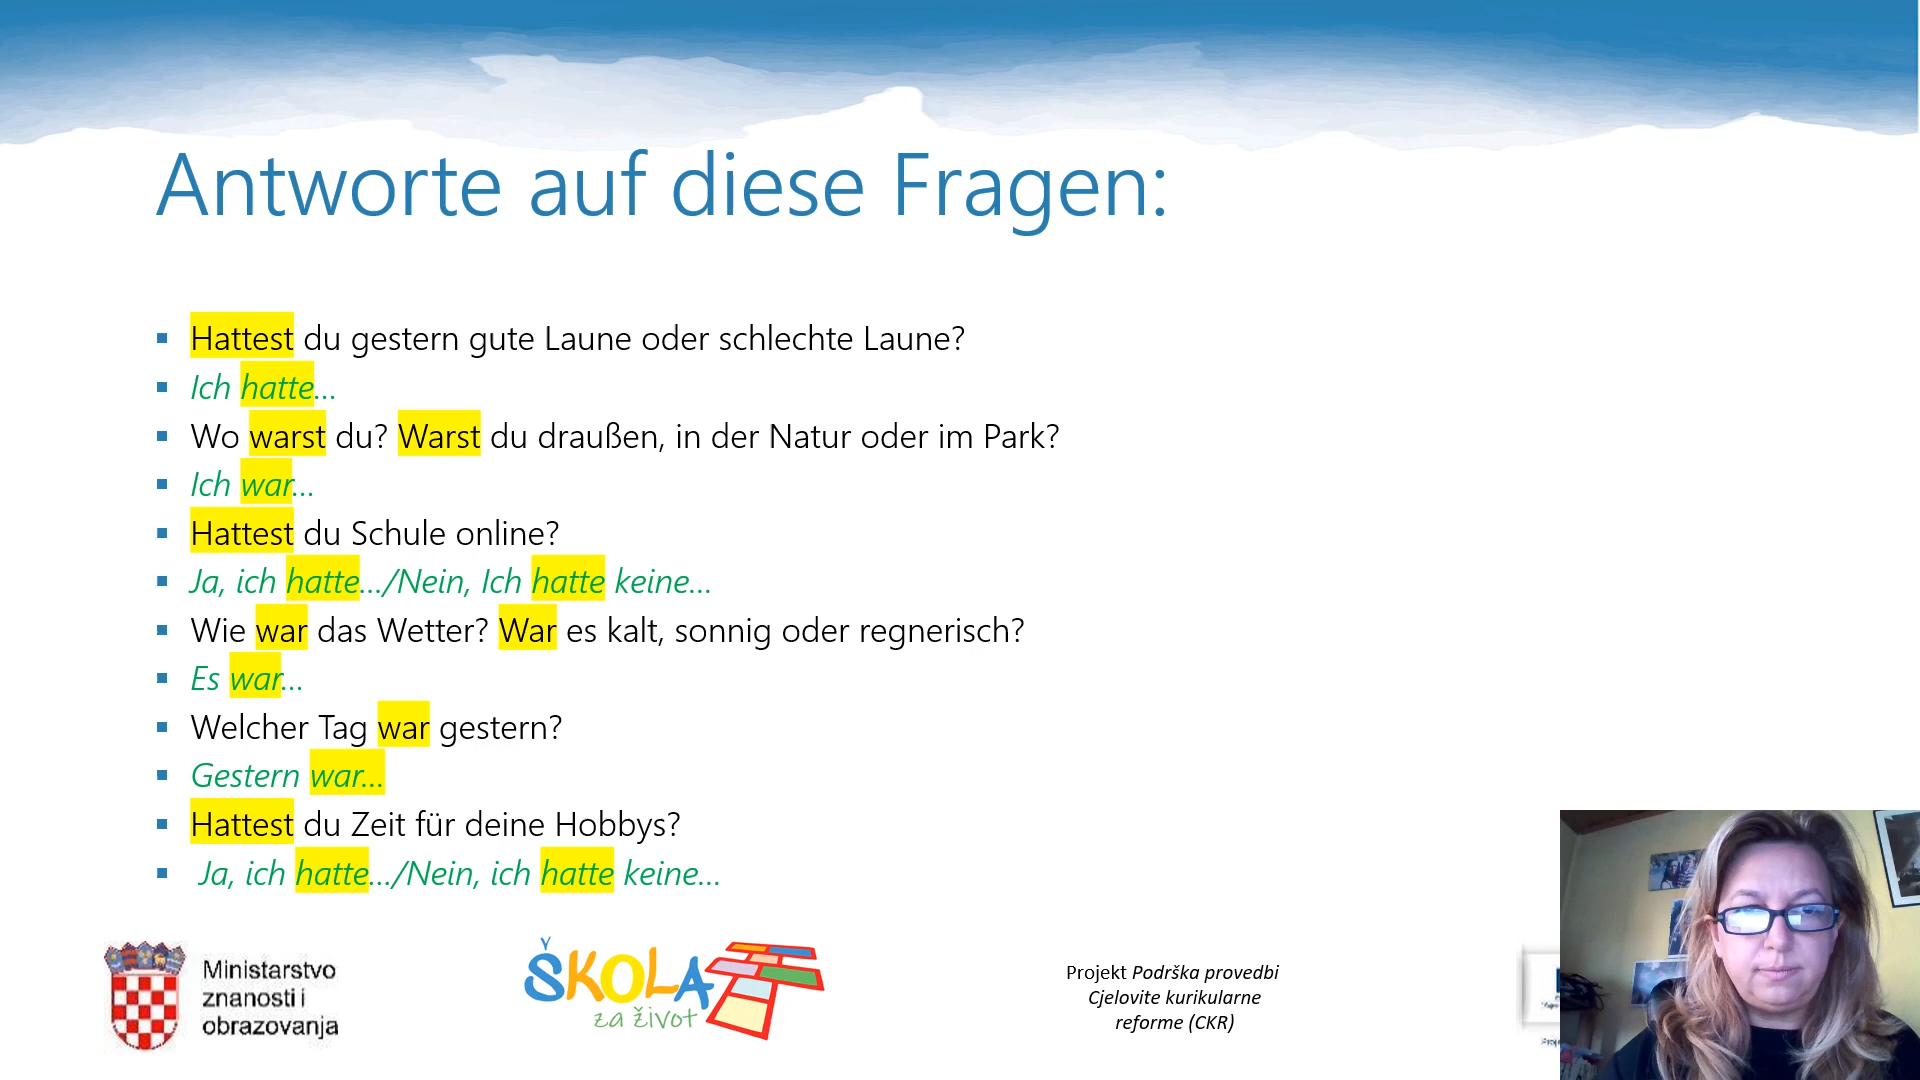 Antworte auf diese Fragen:
Hattest du gestern gute Laune oder schlechte Laune?
Ich hatte...
Wo warst du? Warst du draußen, in der Natur oder im Park?
Ich war...
Hattest du Schule online?
Ja, ich hatte.../Nein, Ich hatte keine...
Wie war das Wetter? War es kalt, sonnig oder regnerisch?
Es war...
Welcher Tag war gestern?
Gestern war...
Hattest du Zeit für deine Hobbys?
Ja, ich hatte.../Nein, ich hatte keine...
Ministarstvo
znanosti i
obrazovanja
ŠKOLA
za život
Projekt Podrška provedbi
Cjelovite kurikularne
reforme (CKR)